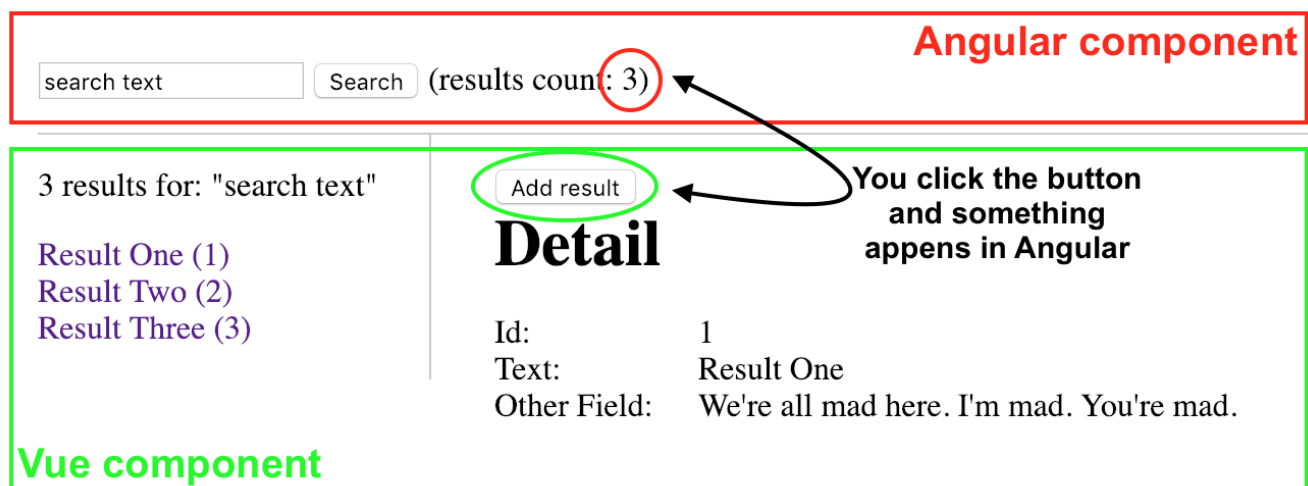 Angular component
search text Search (results count: 3)
3 results for: "search text"
Result One (1)
Result Two (2)
Result Three (3)
Add result
Detail
Id: 1
Text: Result One
Other Field: We're all mad here. I'm mad. You're mad.
You click the button
and something
appens in Angular
Vue component